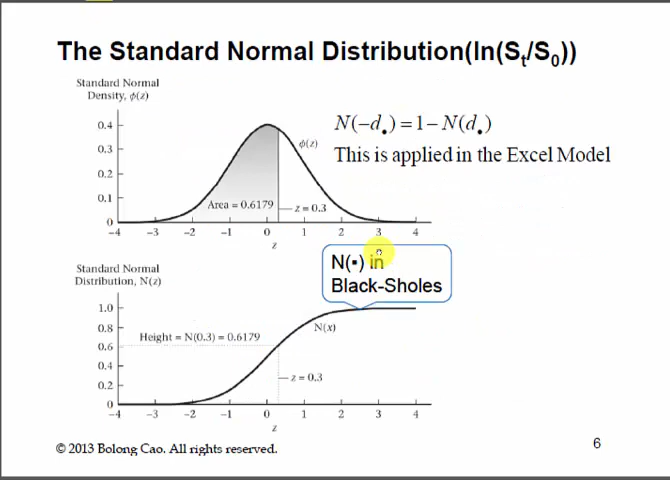 The Standard Normal Distribution(ln(St/S0))
Standard Normal
Density, ϕ(z)
0.4
0.3
0.2
0.1
0
ϕ(z)
Area = 0.6179
z = 0.3
-4 -3 -2 -1 0 1 2 3 4
z
N(-d•) = 1 - N(d•)
This is applied in the Excel Model
N(▪) in
Black-Sholes
Standard Normal
Distribution, N(z)
1.0
0.8
0.6
0.4
0.2
0
Height = N(0.3) = 0.6179
N(x)
z = 0.3
-4 -3 -2 -1 0 1 2 3 4
z
© 2013 Bolong Cao. All rights reserved.
6